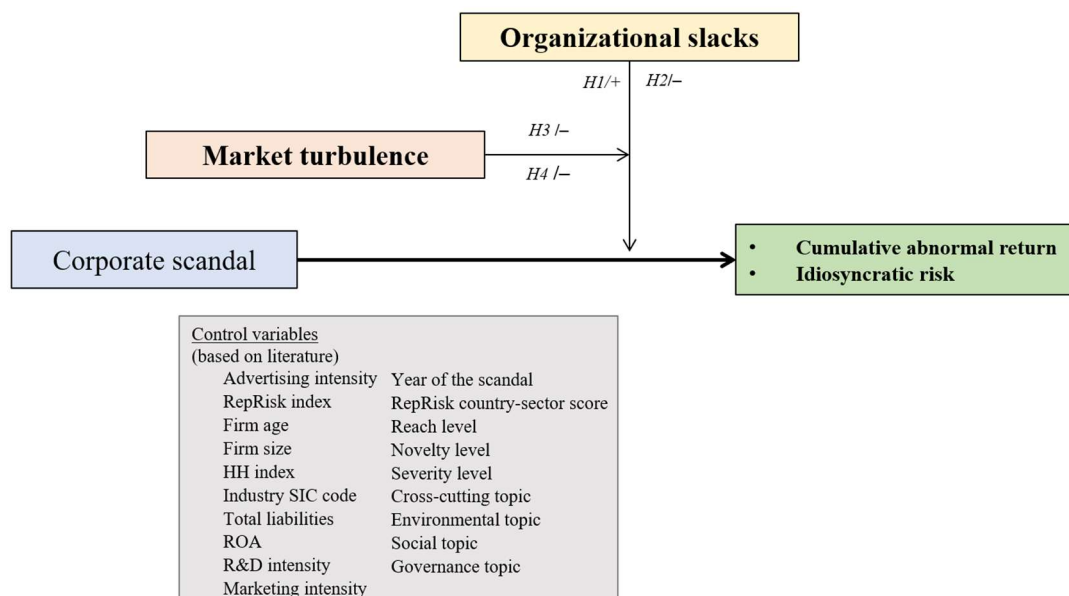 Organizational slacks
H1/+ H2/–
H3 /–
Market turbulence
H4 /–
Corporate scandal
• Cumulative abnormal return
• Idiosyncratic risk
Control variables
(based on literature)
Advertising intensity Year of the scandal
RepRisk index RepRisk country-sector score
Firm age Reach level
Firm size Novelty level
HH index Severity level
Industry SIC code Cross-cutting topic
Total liabilities Environmental topic
ROA Social topic
R&D intensity Governance topic
Marketing intensity